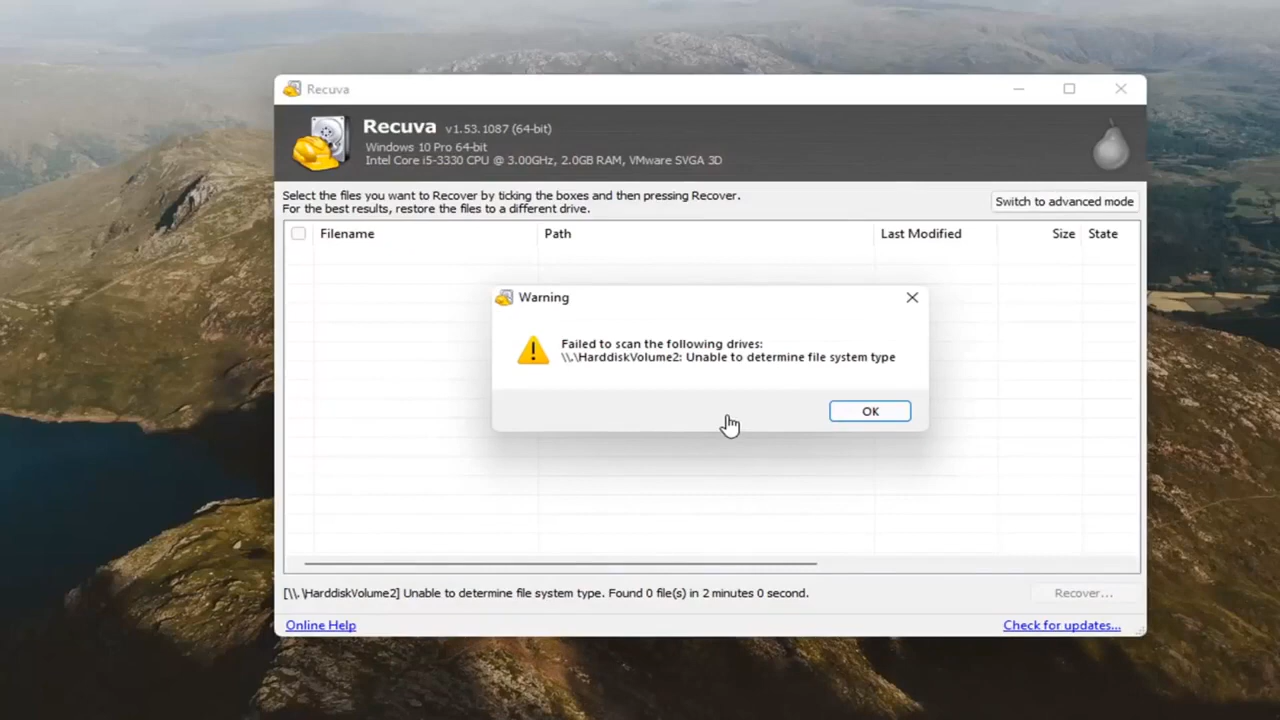 Recuva
Recuva v1.53.1087 (64-bit)
Windows 10 Pro 64-bit
Intel Core i5-3330 CPU @ 3.00GHz, 2.0GB RAM, VMware SVGA 3D
Select the files you want to Recover by ticking the boxes and then pressing Recover.
For the best results, restore the files to a different drive.
Switch to advanced mode
Filename Path Last Modified Size State
Warning
Failed to scan the following drives:
\\.\HarddiskVolume2: Unable to determine file system type
OK
[\\.\HarddiskVolume2] Unable to determine file system type. Found 0 file(s) in 2 minutes 0 second.
Recover...
Online Help
Check for updates...